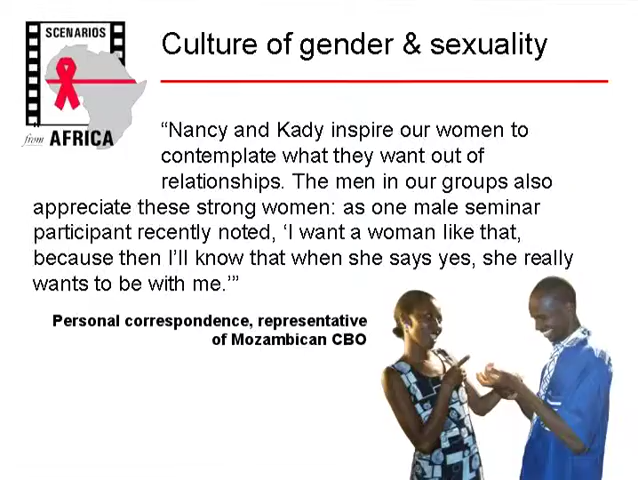 SCENARIOS
from AFRICA
Culture of gender & sexuality
“Nancy and Kady inspire our women to
contemplate what they want out of
relationships. The men in our groups also
appreciate these strong women: as one male seminar
participant recently noted, ‘I want a woman like that,
because then I’ll know that when she says yes, she really
wants to be with me.’”
Personal correspondence, representative
of Mozambican CBO